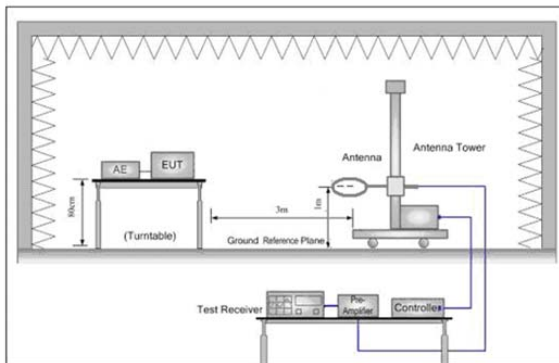 AE
EUT
80cm
(Turntable)
3m
Ground Reference Plane
1m
Antenna
Antenna Tower
Test Receiver
Pre-
Amplifier
Controller